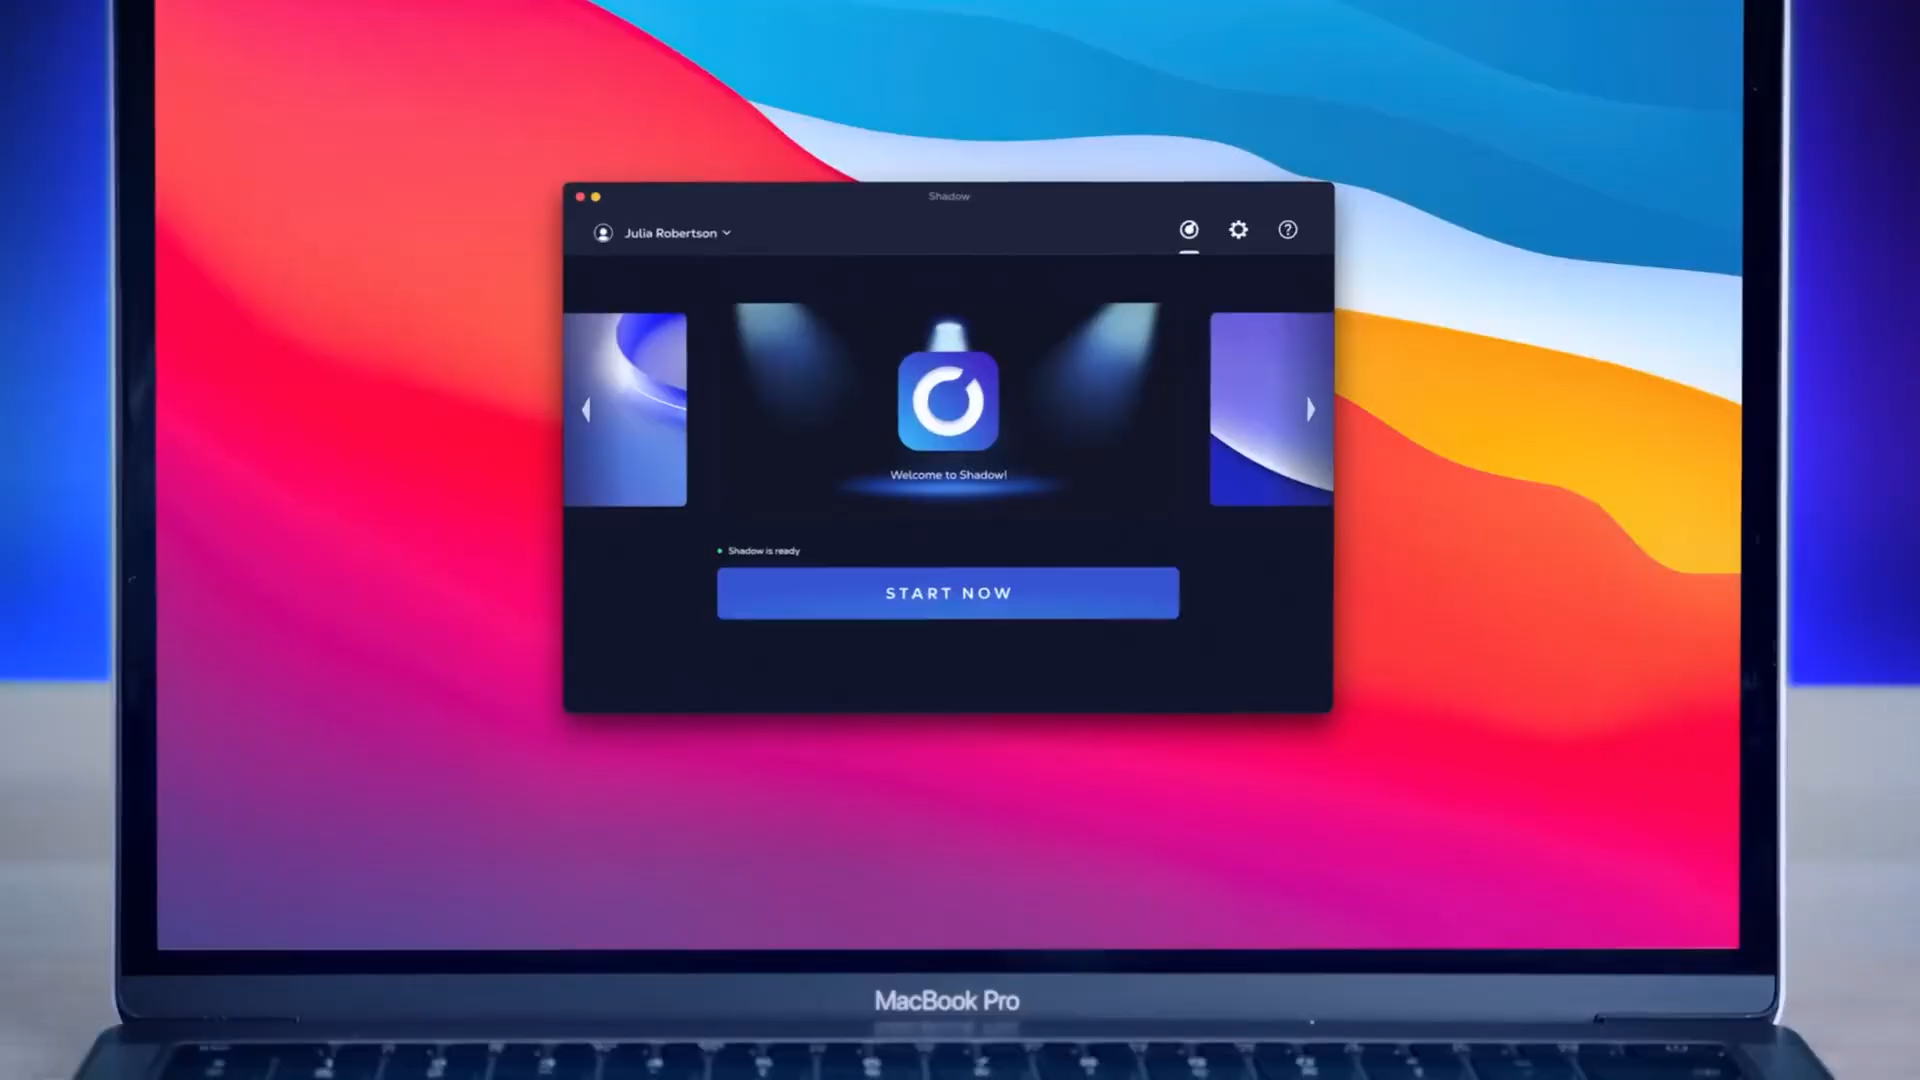 Shadow
Julia Robertson
Welcome to Shadow!
Shadow is ready
START NOW
MacBook Pro